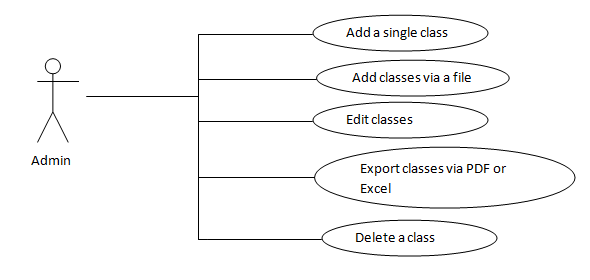 Add a single class
Add classes via a file
Edit classes
Admin
Export classes via PDF or
Excel
Delete a class